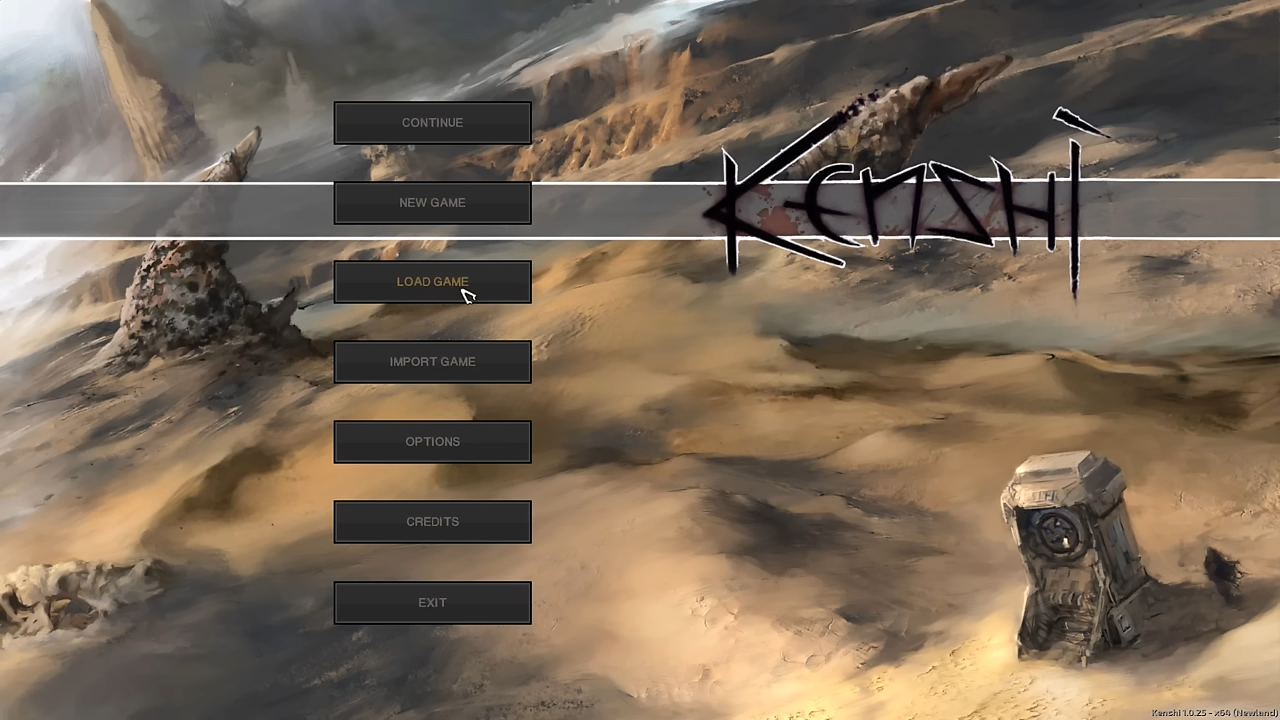 CONTINUE
NEW GAME
KENSHI
LOAD GAME
IMPORT GAME
OPTIONS
CREDITS
EXIT
Kenshi 1.0.25 - x64 (Newland)